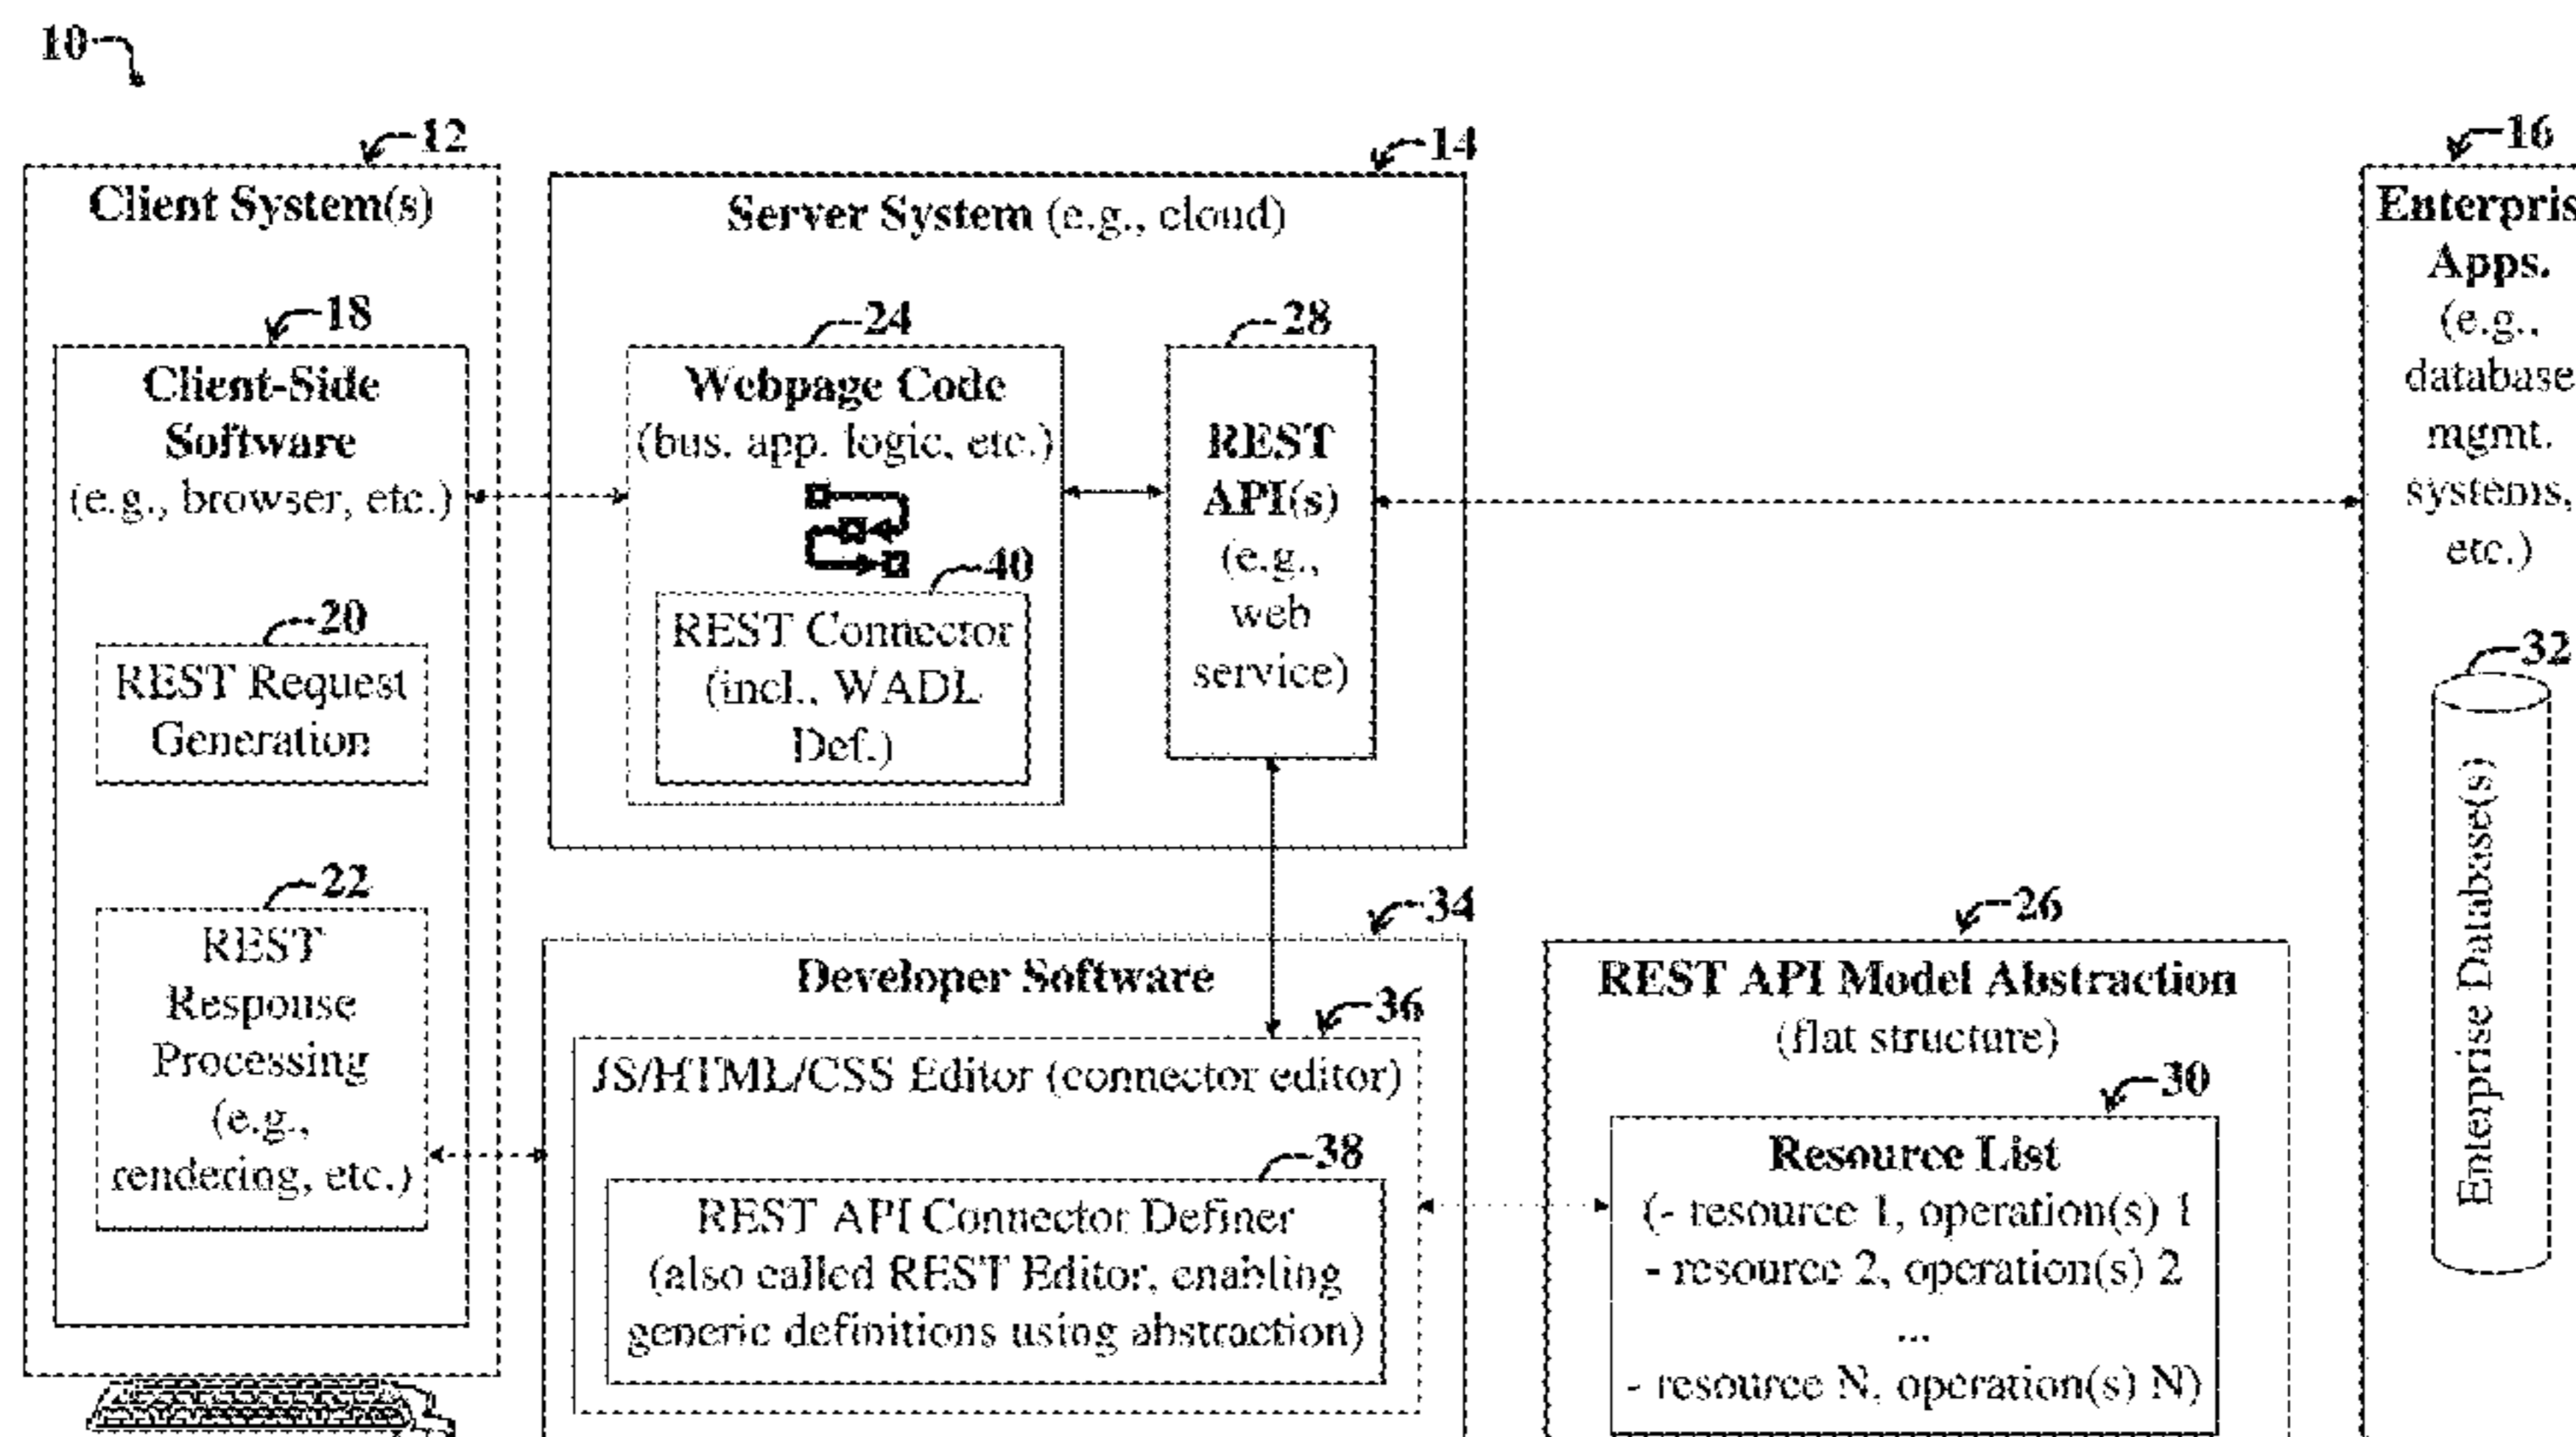 10
12
Client System(s)
18
Client-Side
Software
(e.g., browser, etc.)
20
REST Request
Generation
22
REST
Response
Processing
(e.g.,
rendering, etc.)
14
Server System (e.g., cloud)
24
Webpage Code
(bus. app. logic, etc.)
40
REST Connector
(incl., WADL
Def.)
28
REST
API(s)
(e.g.,
web
service)
34
Developer Software
36
JS/HTML/CSS Editor (connector editor)
38
REST API Connector Definer
(also called REST Editor, enabling
generic definitions using abstraction)
26
REST API Model Abstraction
(flat structure)
30
Resource List
(- resource 1, operation(s) 1
- resource 2, operation(s) 2
...
- resource N, operation(s) N)
16
Enterpris
Apps.
(e.g.,
database
mgmt.
systems,
etc.)
32
Enterprise Database(s)